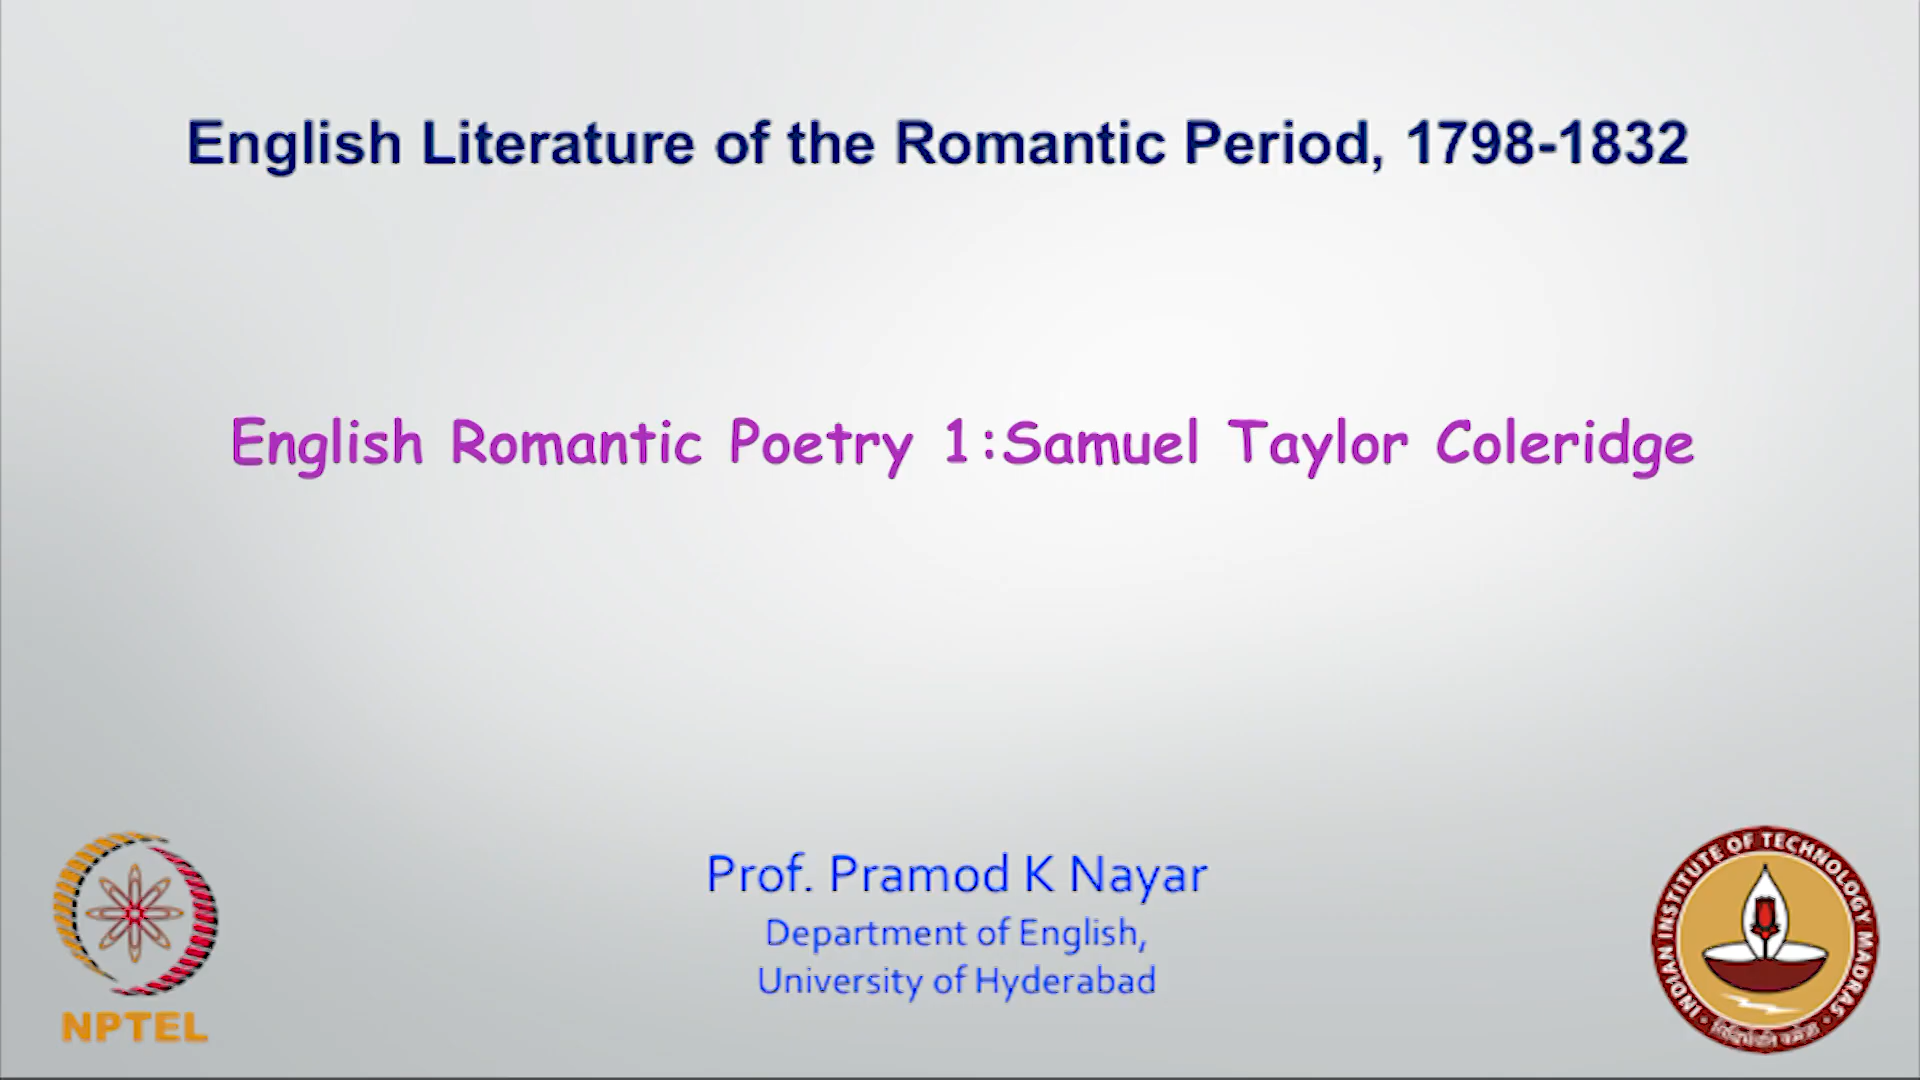 English Literature of the Romantic Period, 1798-1832
English Romantic Poetry 1:Samuel Taylor Coleridge
Prof. Pramod K Nayar
Department of English,
University of Hyderabad
NPTEL
INDIAN INSTITUTE OF TECHNOLOGY MADRAS